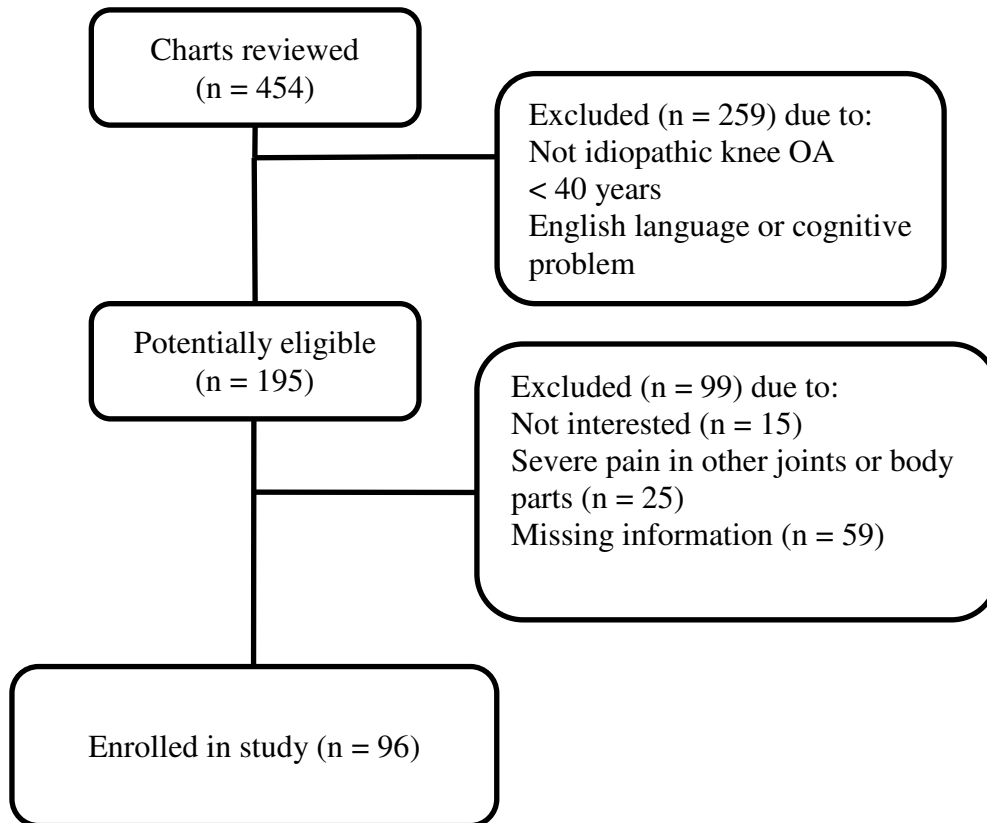 Charts reviewed
(n = 454)
Excluded (n = 259) due to:
Not idiopathic knee OA
< 40 years
English language or cognitive
problem
Potentially eligible
(n = 195)
Excluded (n = 99) due to:
Not interested (n = 15)
Severe pain in other joints or body
parts (n = 25)
Missing information (n = 59)
Enrolled in study (n = 96)